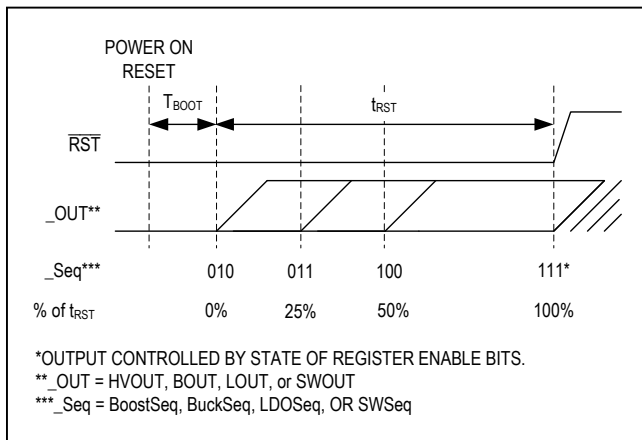 POWER ON
RESET
TBOOT
tRST
RST
_OUT**
_Seq*** 010 011 100 111*
% of tRST 0% 25% 50% 100%
*OUTPUT CONTROLLED BY STATE OF REGISTER ENABLE BITS.
**_OUT = HVOUT, BOUT, LOUT, or SWOUT
***_Seq = BoostSeq, BuckSeq, LDOSeq, OR SWSeq